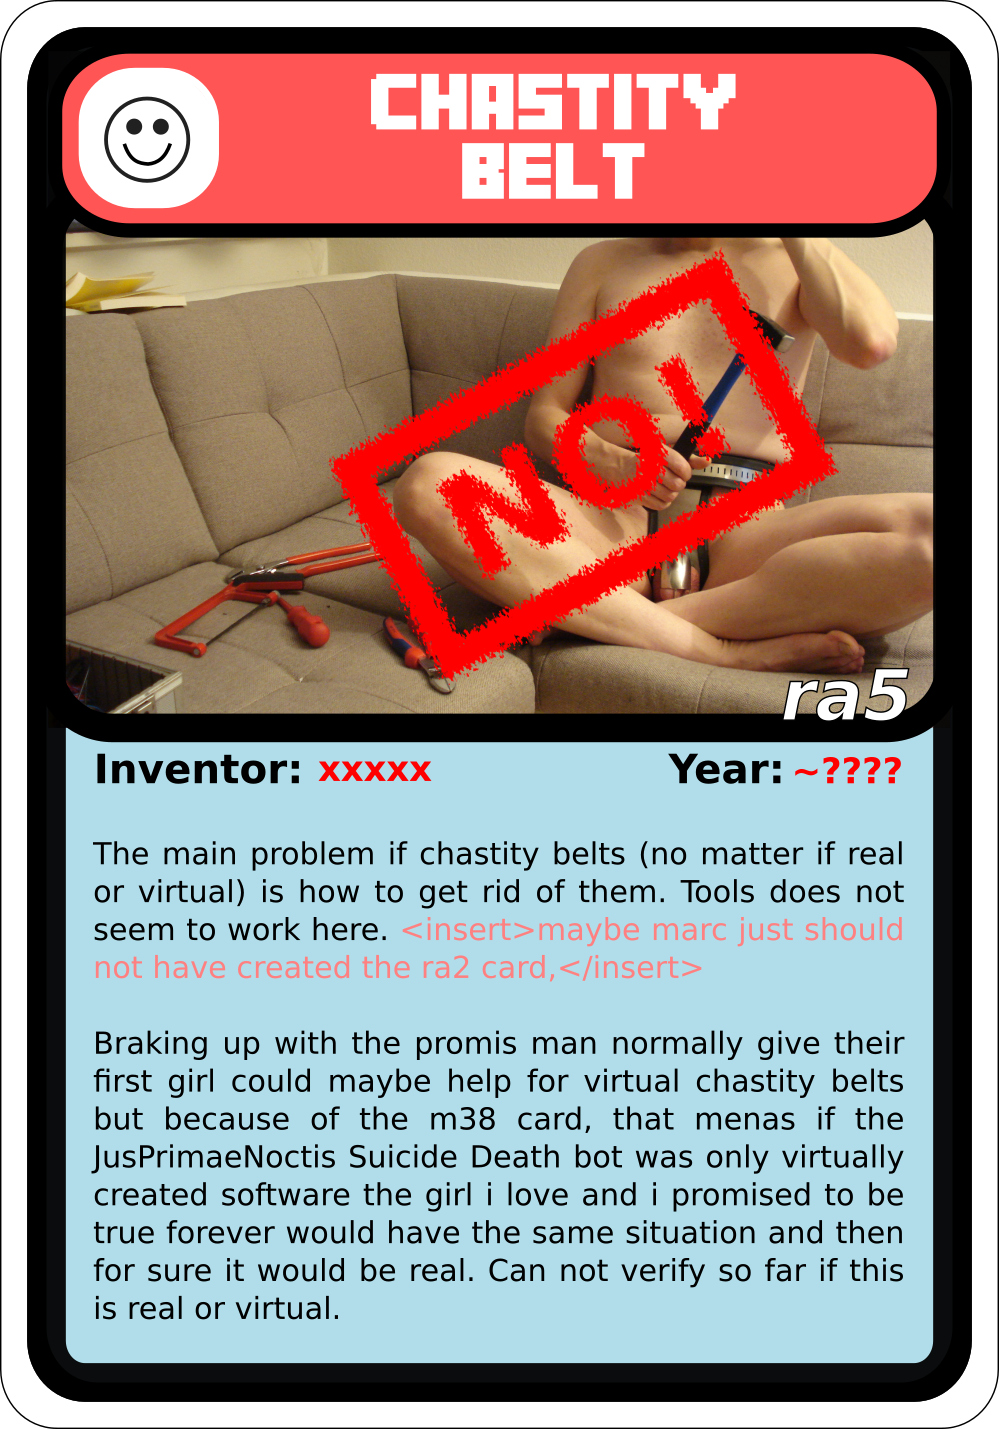 CHASTITY
BELT
NO!
ra5
Inventor: xxxxx Year: ~????
The main problem if chastity belts (no matter if real
or virtual) is how to get rid of them. Tools does not
seem to work here. <insert>maybe marc just should
not have created the ra2 card,</insert>
Braking up with the promis man normally give their
first girl could maybe help for virtual chastity belts
but because of the m38 card, that menas if the
JusPrimaeNoctis Suicide Death bot was only virtually
created software the girl i love and i promised to be
true forever would have the same situation and then
for sure it would be real. Can not verify so far if this
is real or virtual.